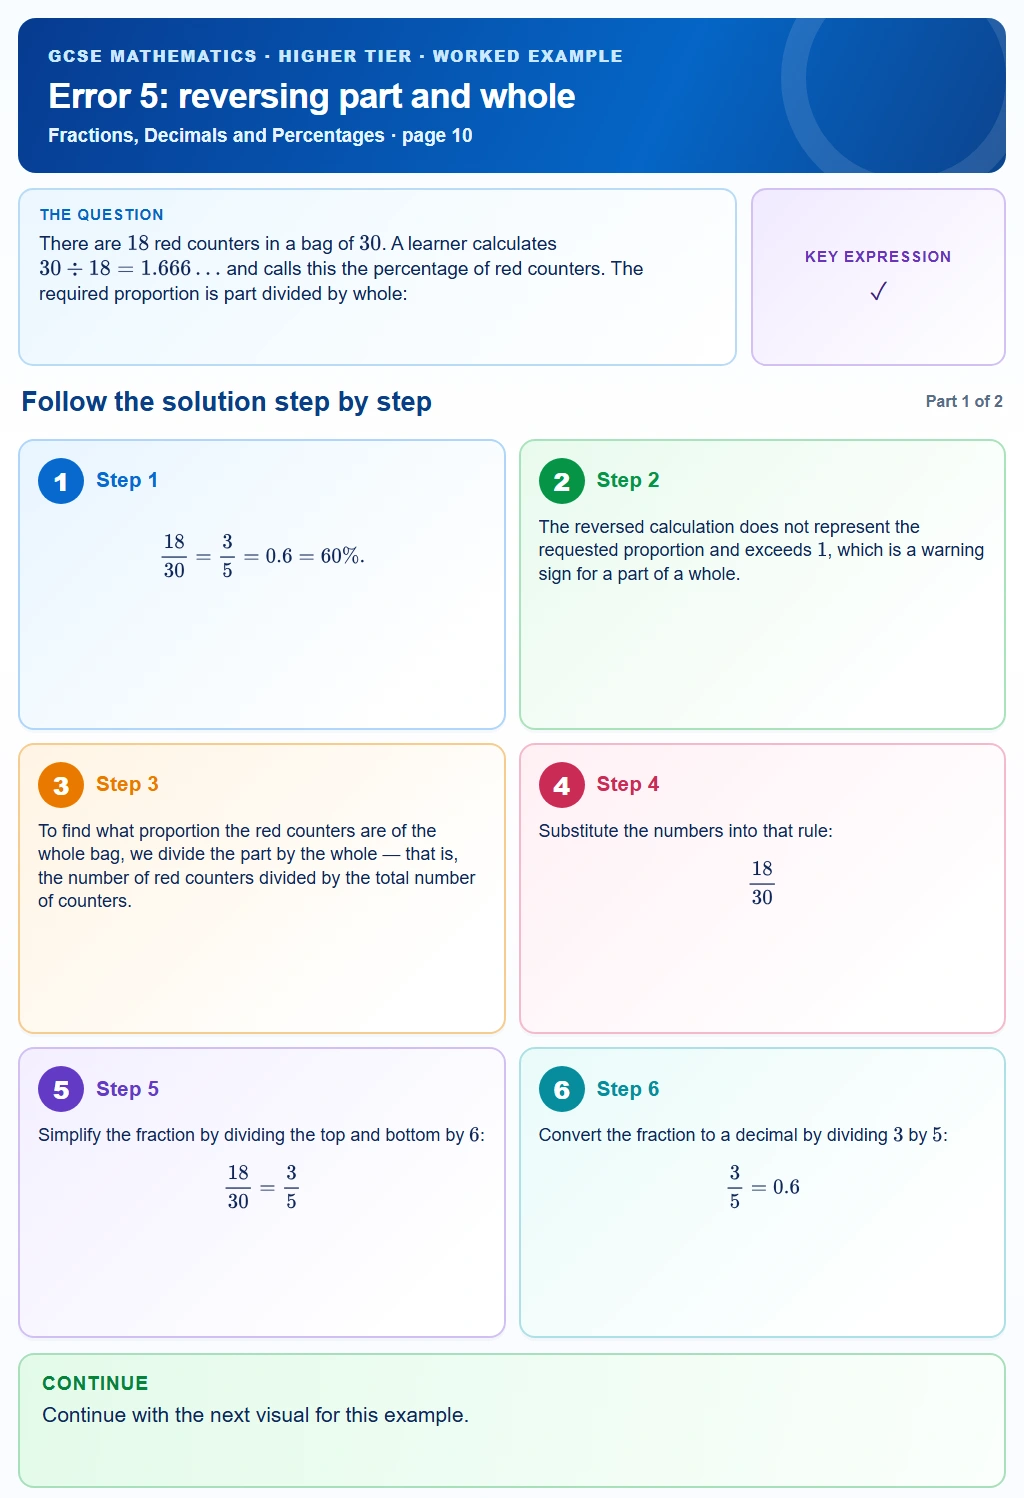 GCSE MATHEMATICS · HIGHER TIER · WORKED EXAMPLE
Error 5: reversing part and whole
Fractions, Decimals and Percentages · page 10
THE QUESTION
There are 18 red counters in a bag of 30. A learner calculates
30 ÷ 18 = 1.666 . . . and calls this the percentage of red counters. The
required proportion is part divided by whole:
KEY EXPRESSION
✓
Follow the solution step by step
Part 1 of 2
1 Step 1
18/30 = 3/5 = 0.6 = 60%.
2 Step 2
The reversed calculation does not represent the
requested proportion and exceeds 1, which is a warning
sign for a part of a whole.
3 Step 3
To find what proportion the red counters are of the
whole bag, we divide the part by the whole — that is,
the number of red counters divided by the total number
of counters.
4 Step 4
Substitute the numbers into that rule:
18/30
5 Step 5
Simplify the fraction by dividing the top and bottom by 6:
18/30 = 3/5
6 Step 6
Convert the fraction to a decimal by dividing 3 by 5:
3/5 = 0.6
CONTINUE
Continue with the next visual for this example.